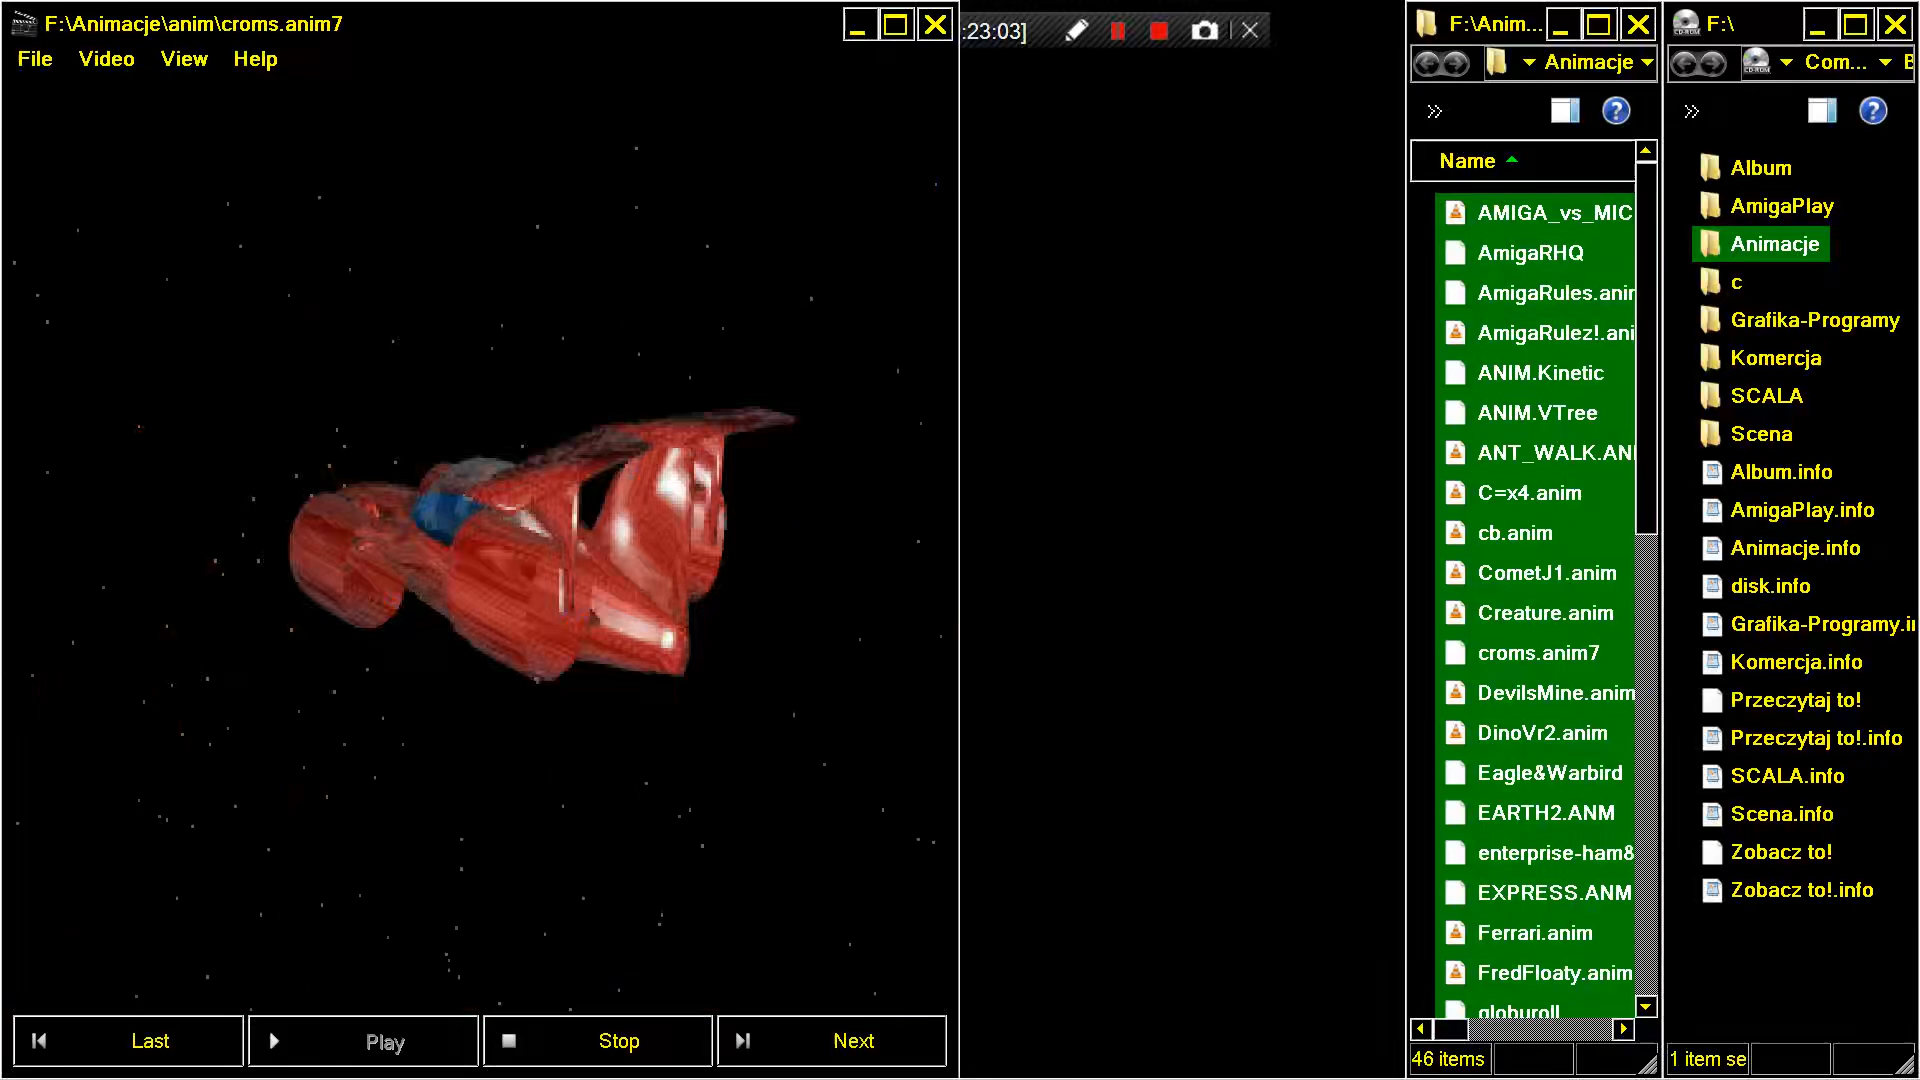 F:\Animacje\anim\croms.anim7
File Video View Help
Last Play Stop Next
:23:03]
F:\Anim...
Animacje
Name
AMIGA_vs_MIC
AmigaRHQ
AmigaRules.anim
AmigaRulez!.ani
ANIM.Kinetic
ANIM.VTree
ANT_WALK.ANI
C=x4.anim
cb.anim
CometJ1.anim
Creature.anim
croms.anim7
DevilsMine.anim
DinoVr2.anim
Eagle&Warbird
EARTH2.ANM
enterprise-ham8
EXPRESS.ANM
Ferrari.anim
FredFloaty.anim
globuroll
46 items
F:\
CD-ROM
Com...
Album
AmigaPlay
Animacje
c
Grafika-Programy
Komercja
SCALA
Scena
Album.info
AmigaPlay.info
Animacje.info
disk.info
Grafika-Programy.i
Komercja.info
Przeczytaj to!
Przeczytaj to!.info
SCALA.info
Scena.info
Zobacz to!
Zobacz to!.info
1 item se